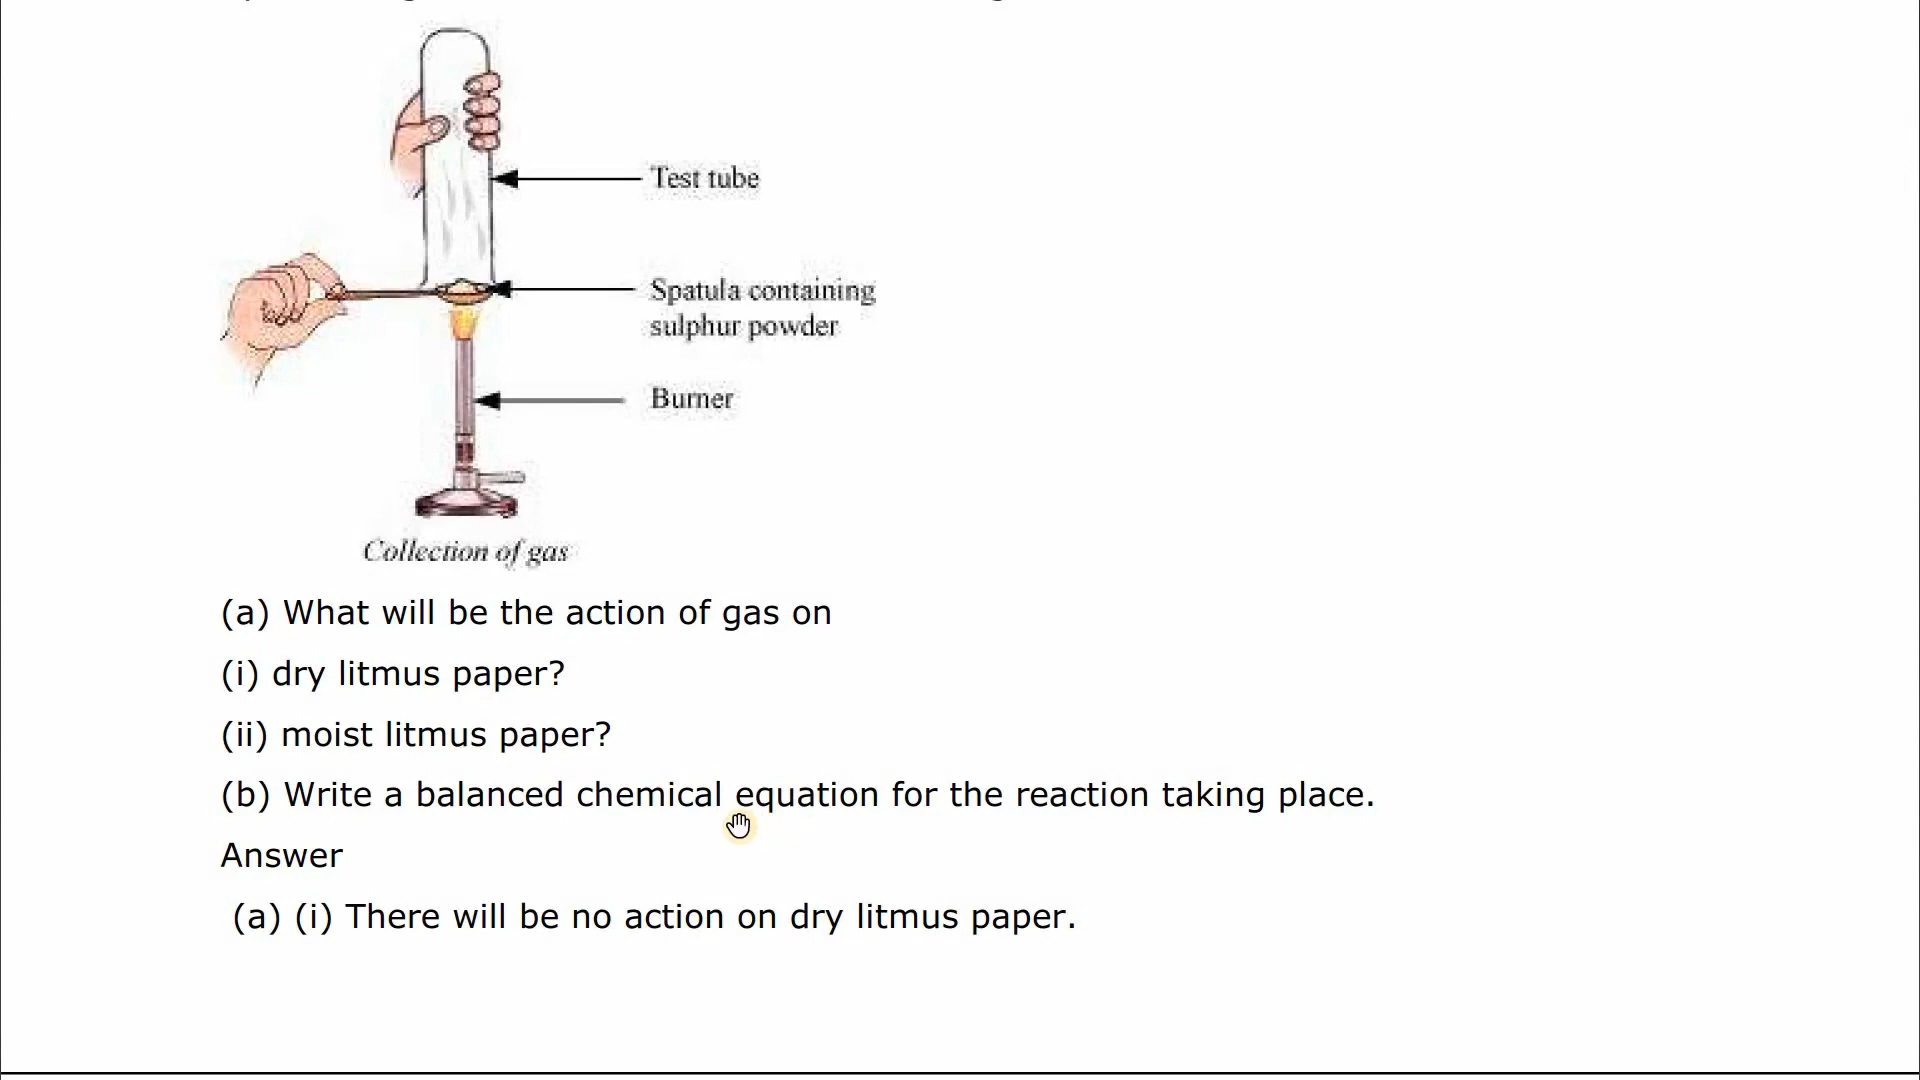 Test tube
Spatula containing
sulphur powder
Burner
Collection of gas
(a) What will be the action of gas on
(i) dry litmus paper?
(ii) moist litmus paper?
(b) Write a balanced chemical equation for the reaction taking place.
Answer
(a) (i) There will be no action on dry litmus paper.